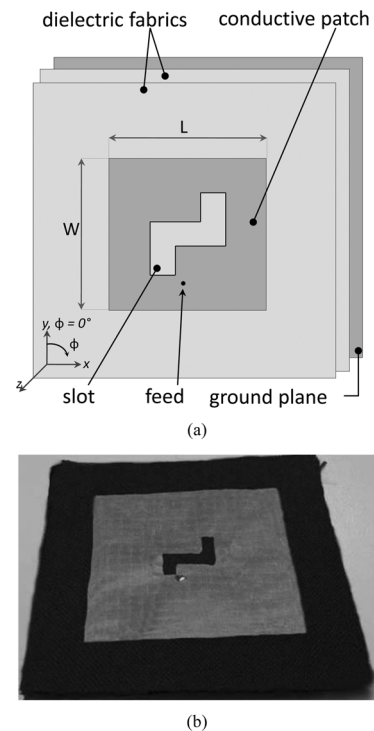 dielectric fabrics
conductive patch
L
W
y, ϕ = 0°
ϕ
x
z
slot
feed
ground plane
(a)
(b)